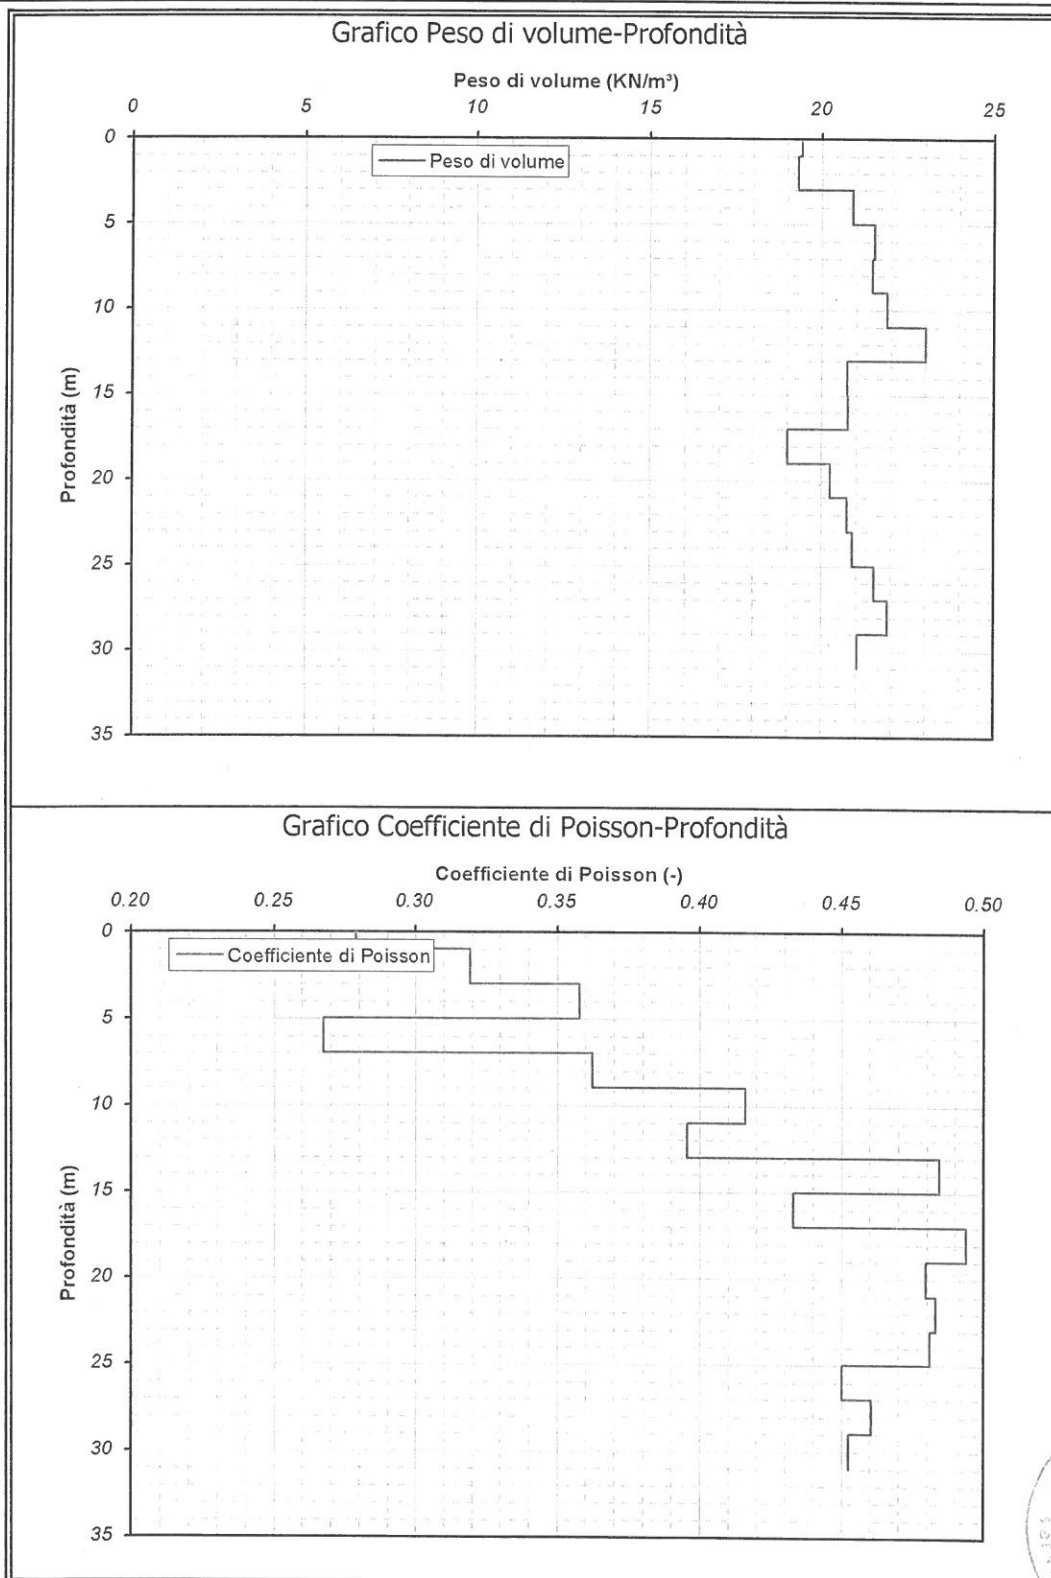 Grafico Peso di volume-Profondità
Peso di volume (KN/m³)
0 5 10 15 20 25
Peso di volume
0
5
10
15
20
25
30
35
Profondità (m)
Grafico Coefficiente di Poisson-Profondità
Coefficiente di Poisson (-)
0.20 0.25 0.30 0.35 0.40 0.45 0.50
Coefficiente di Poisson
0
5
10
15
20
25
30
35
Profondità (m)